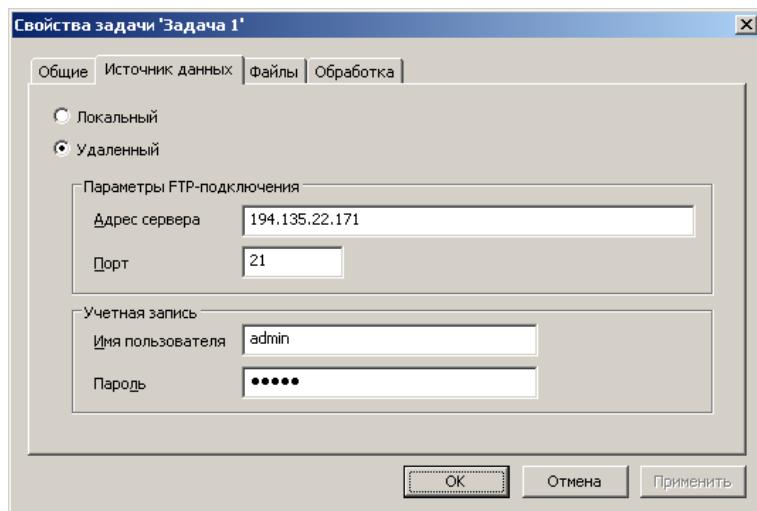 Свойства задачи 'Задача 1'
Общие Источник данных Файлы Обработка
Локальный
Удаленный
Параметры FTP-подключения
Адрес сервера 194.135.22.171
Порт 21
Учетная запись
Имя пользователя admin
Пароль •••••
OK Отмена Применить